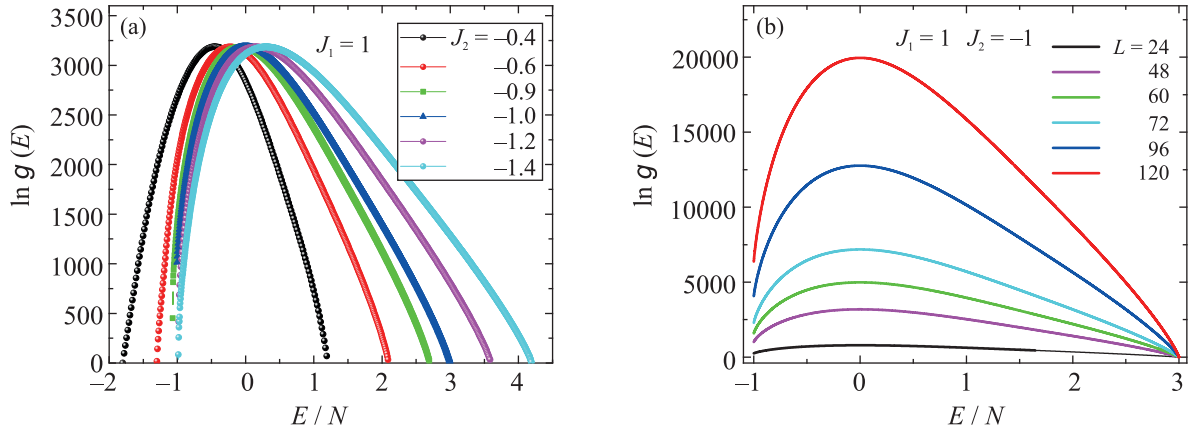 (a)
J₁ = 1
J₂ = –0.4
–0.6
–0.9
–1.0
–1.2
–1.4
ln g (E)
3500
3000
2500
2000
1500
1000
500
0
–2 –1 0 1 2 3 4
E / N
(b)
J₁ = 1 J₂ = –1
L = 24
48
60
72
96
120
ln g (E)
20000
15000
10000
5000
0
–1 0 1 2 3
E / N